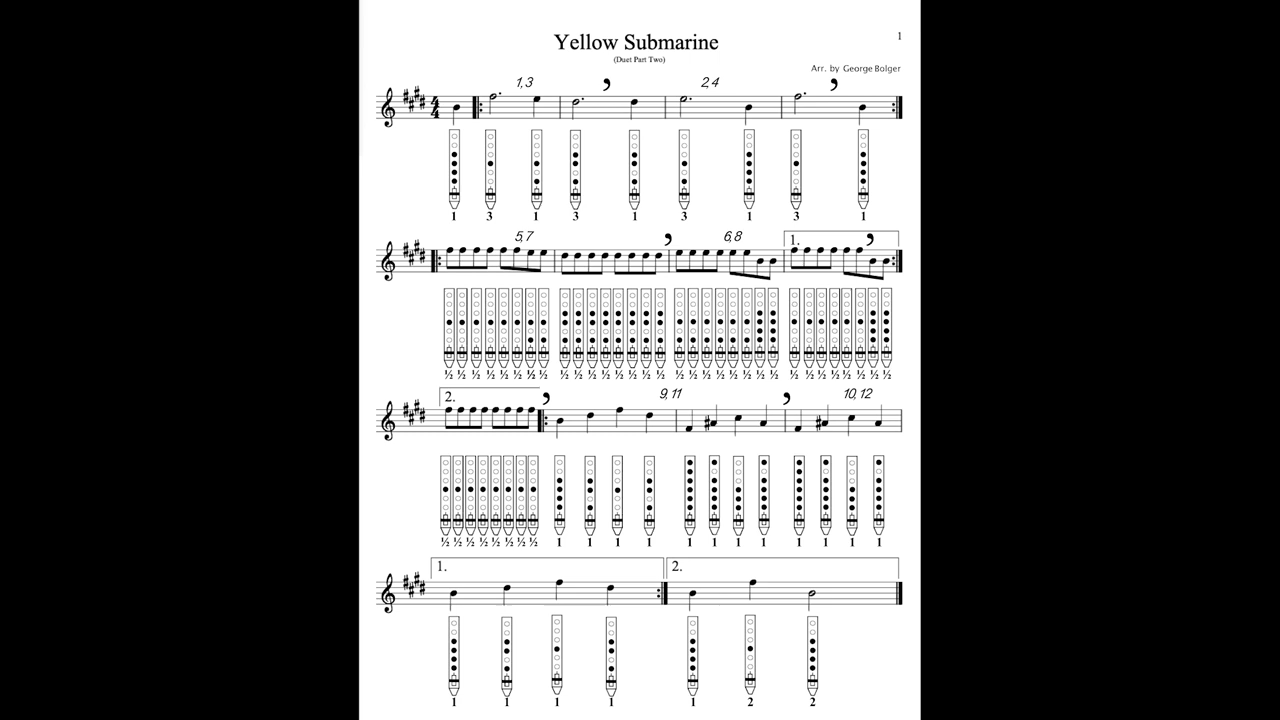 1
Yellow Submarine
(Duet Part Two)
Arr. by George Bolger
1,3 2,4
4
4
1 3 1 3 1 3 1 3 1
5,7 6,8 1.
½ ½ ½ ½ ½ ½ ½ ½ ½ ½ ½ ½ ½ ½ ½ ½ ½ ½ ½ ½ ½ ½ ½ ½ ½ ½ ½ ½ ½ ½ ½ ½
2. 9,11 10,12
½ ½ ½ ½ ½ ½ ½ ½ 1 1 1 1 1 1 1 1 1 1 1 1
1. 2.
1 1 1 1 1 2 2